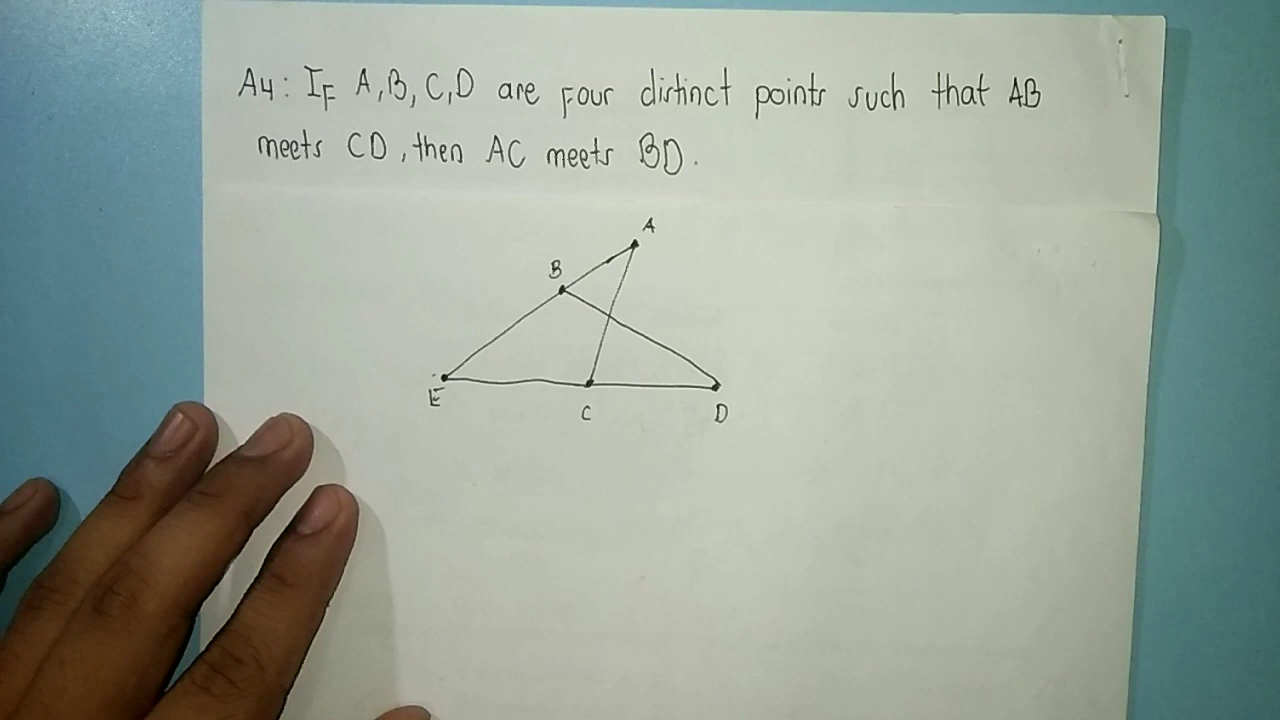 A4: IF A,B,C,D are Four distinct points such that AB
meets CD, then AC meets BD.
A
B
E
C
D